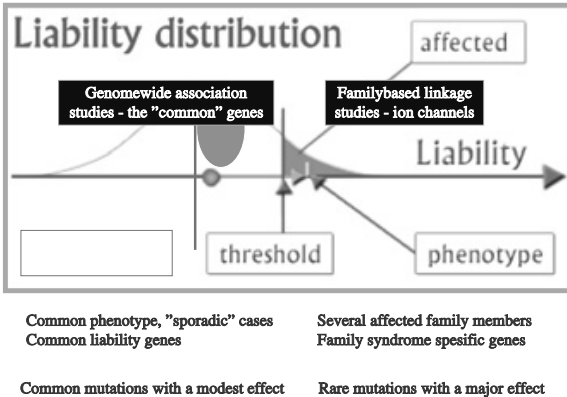 Liability distribution
affected
Genomewide association
studies - the ”common” genes
Familybased linkage
studies - ion channels
Liability
threshold
phenotype
Common phenotype, ”sporadic” cases
Common liability genes
Several affected family members
Family syndrome spesific genes
Common mutations with a modest effect
Rare mutations with a major effect